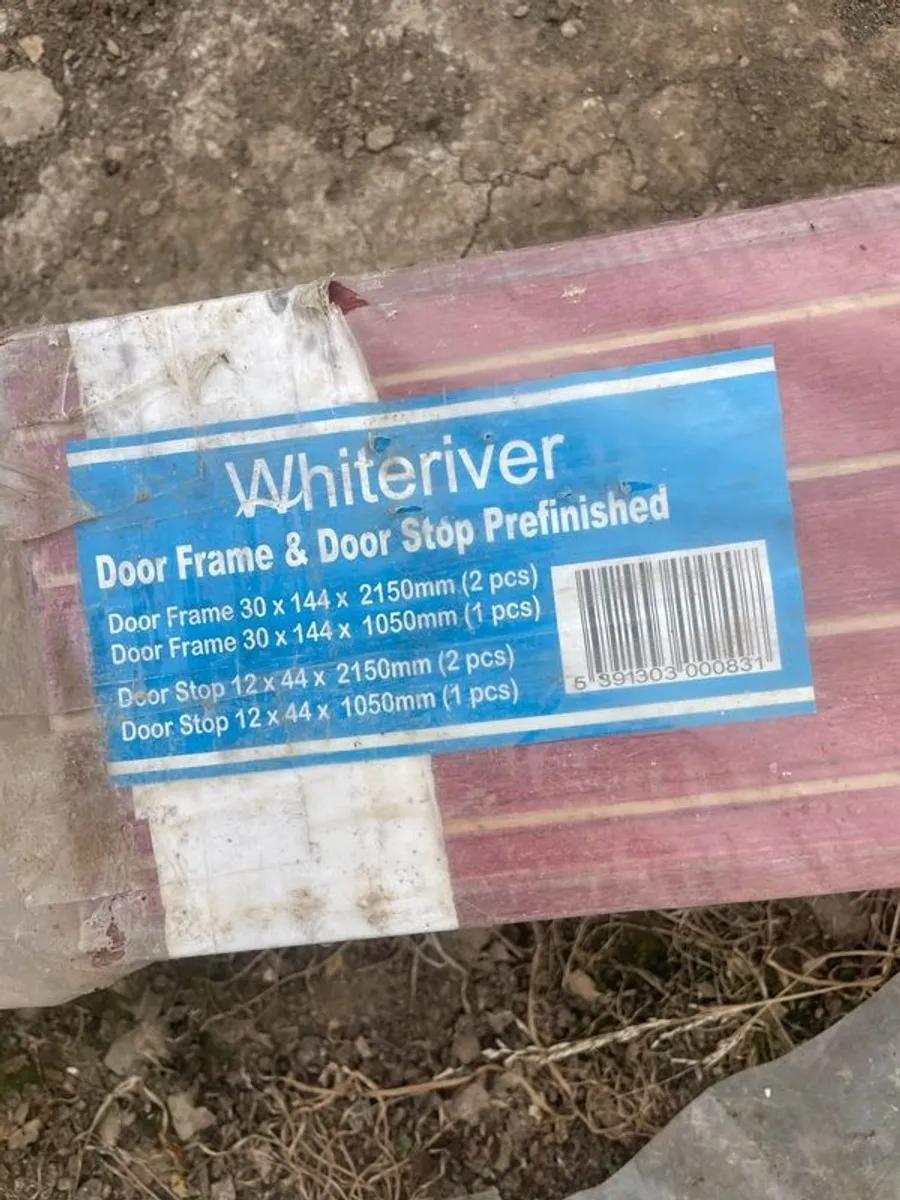 Whiteriver
Door Frame & Door Stop Prefinished
Door Frame 30 x 144 x 2150mm (2 pcs)
Door Frame 30 x 144 x 1050mm (1 pcs)
Door Stop 12 x 44 x 2150mm (2 pcs)
Door Stop 12 x 44 x 1050mm (1 pcs)
5 391303 000831